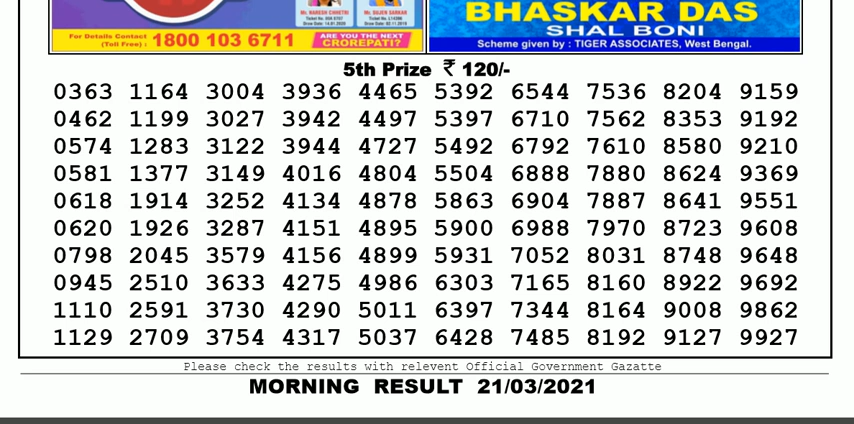 Mr. NARESH CHHETRI
Mr. SUJEN SARKAR
For Details Contact
(Toll Free) : 1800 103 6711
ARE YOU THE NEXT
CROREPATI?
BHASKAR DAS
SHAL BONI
Scheme given by : TIGER ASSOCIATES, West Bengal.
5th Prize ₹ 120/-
0363 1164 3004 3936 4465 5392 6544 7536 8204 9159
0462 1199 3027 3942 4497 5397 6710 7562 8353 9192
0574 1283 3122 3944 4727 5492 6792 7610 8580 9210
0581 1377 3149 4016 4804 5504 6888 7880 8624 9369
0618 1914 3252 4134 4878 5863 6904 7887 8641 9551
0620 1926 3287 4151 4895 5900 6988 7970 8723 9608
0798 2045 3579 4156 4899 5931 7052 8031 8748 9648
0945 2510 3633 4275 4986 6303 7165 8160 8922 9692
1110 2591 3730 4290 5011 6397 7344 8164 9008 9862
1129 2709 3754 4317 5037 6428 7485 8192 9127 9927
Please check the results with relevent Official Government Gazatte
MORNING RESULT 21/03/2021